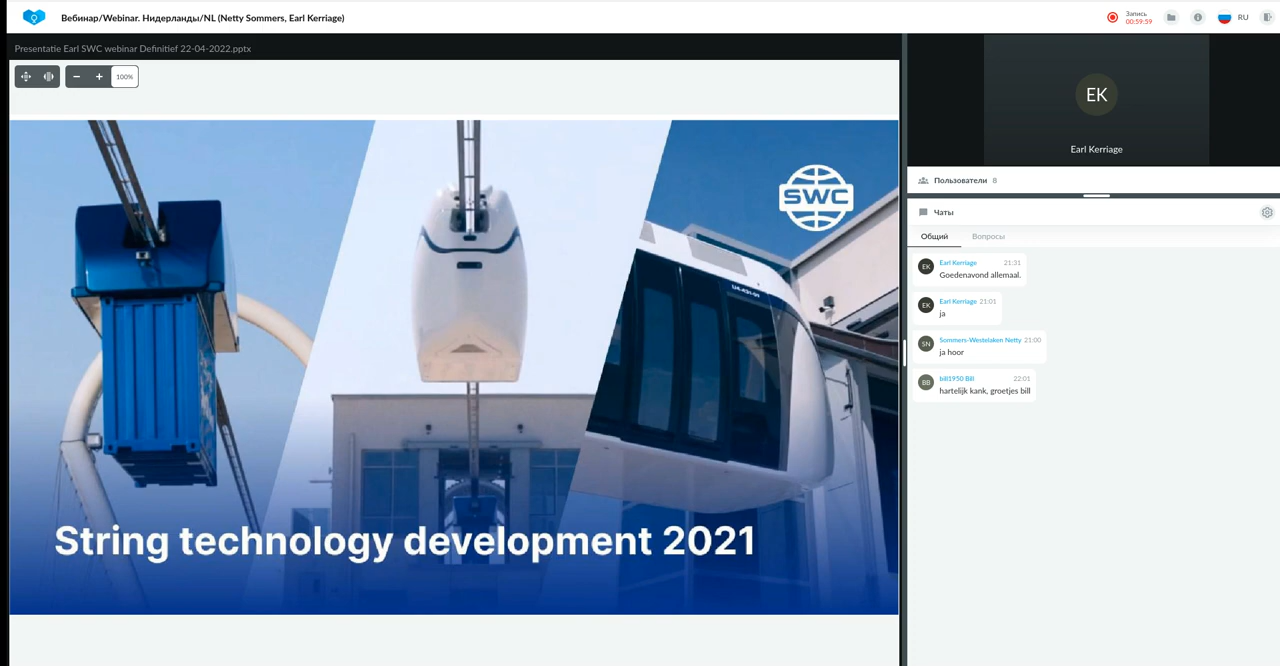 Вебинар/Webinar. Нидерланды/NL (Netty Sommers, Earl Kerriage)
Запись
00:59:59
RU
Presentatie Earl SWC webinar Definitief 22-04-2022.pptx
100%
SWC
String technology development 2021
EK
Earl Kerriage
Пользователи 8
Чаты
Общий Вопросы
EK Earl Kerriage 21:31
Goedenavond allemaal.
EK Earl Kerriage 21:01
ja
SN Sommers-Westelaken Netty 21:00
ja hoor
BB bill1950 Bill 22:01
hartelijk kank, groetjes bill